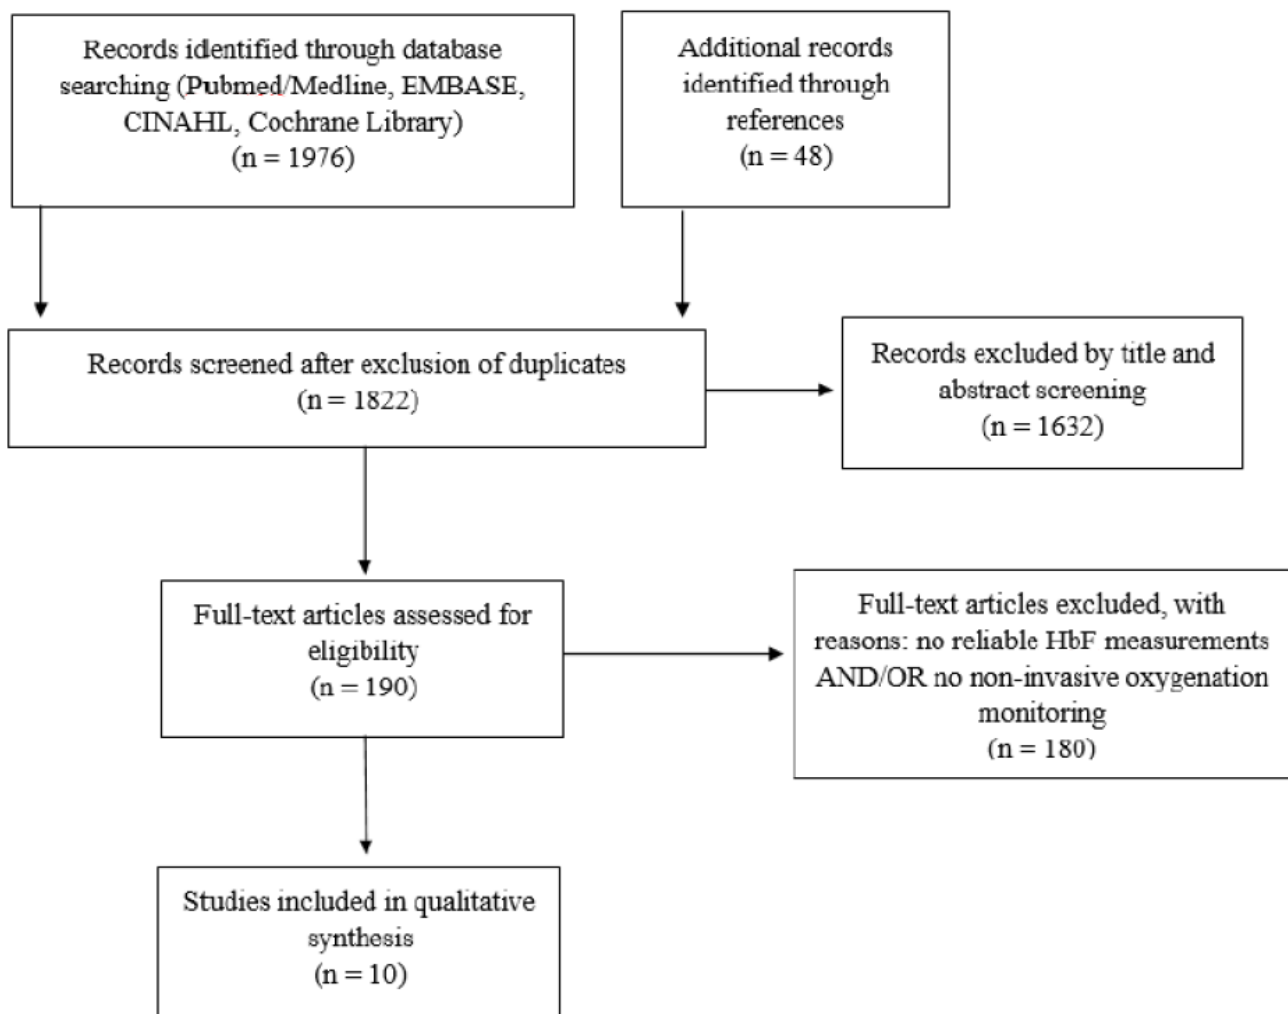 Records identified through database
searching (Pubmed/Medline, EMBASE,
CINAHL, Cochrane Library)
(n = 1976)
Additional records
identified through
references
(n = 48)
Records screened after exclusion of duplicates
(n = 1822)
Records excluded by title and
abstract screening
(n = 1632)
Full-text articles assessed for
eligibility
(n = 190)
Full-text articles excluded, with
reasons: no reliable HbF measurements
AND/OR no non-invasive oxygenation
monitoring
(n = 180)
Studies included in qualitative
synthesis
(n = 10)